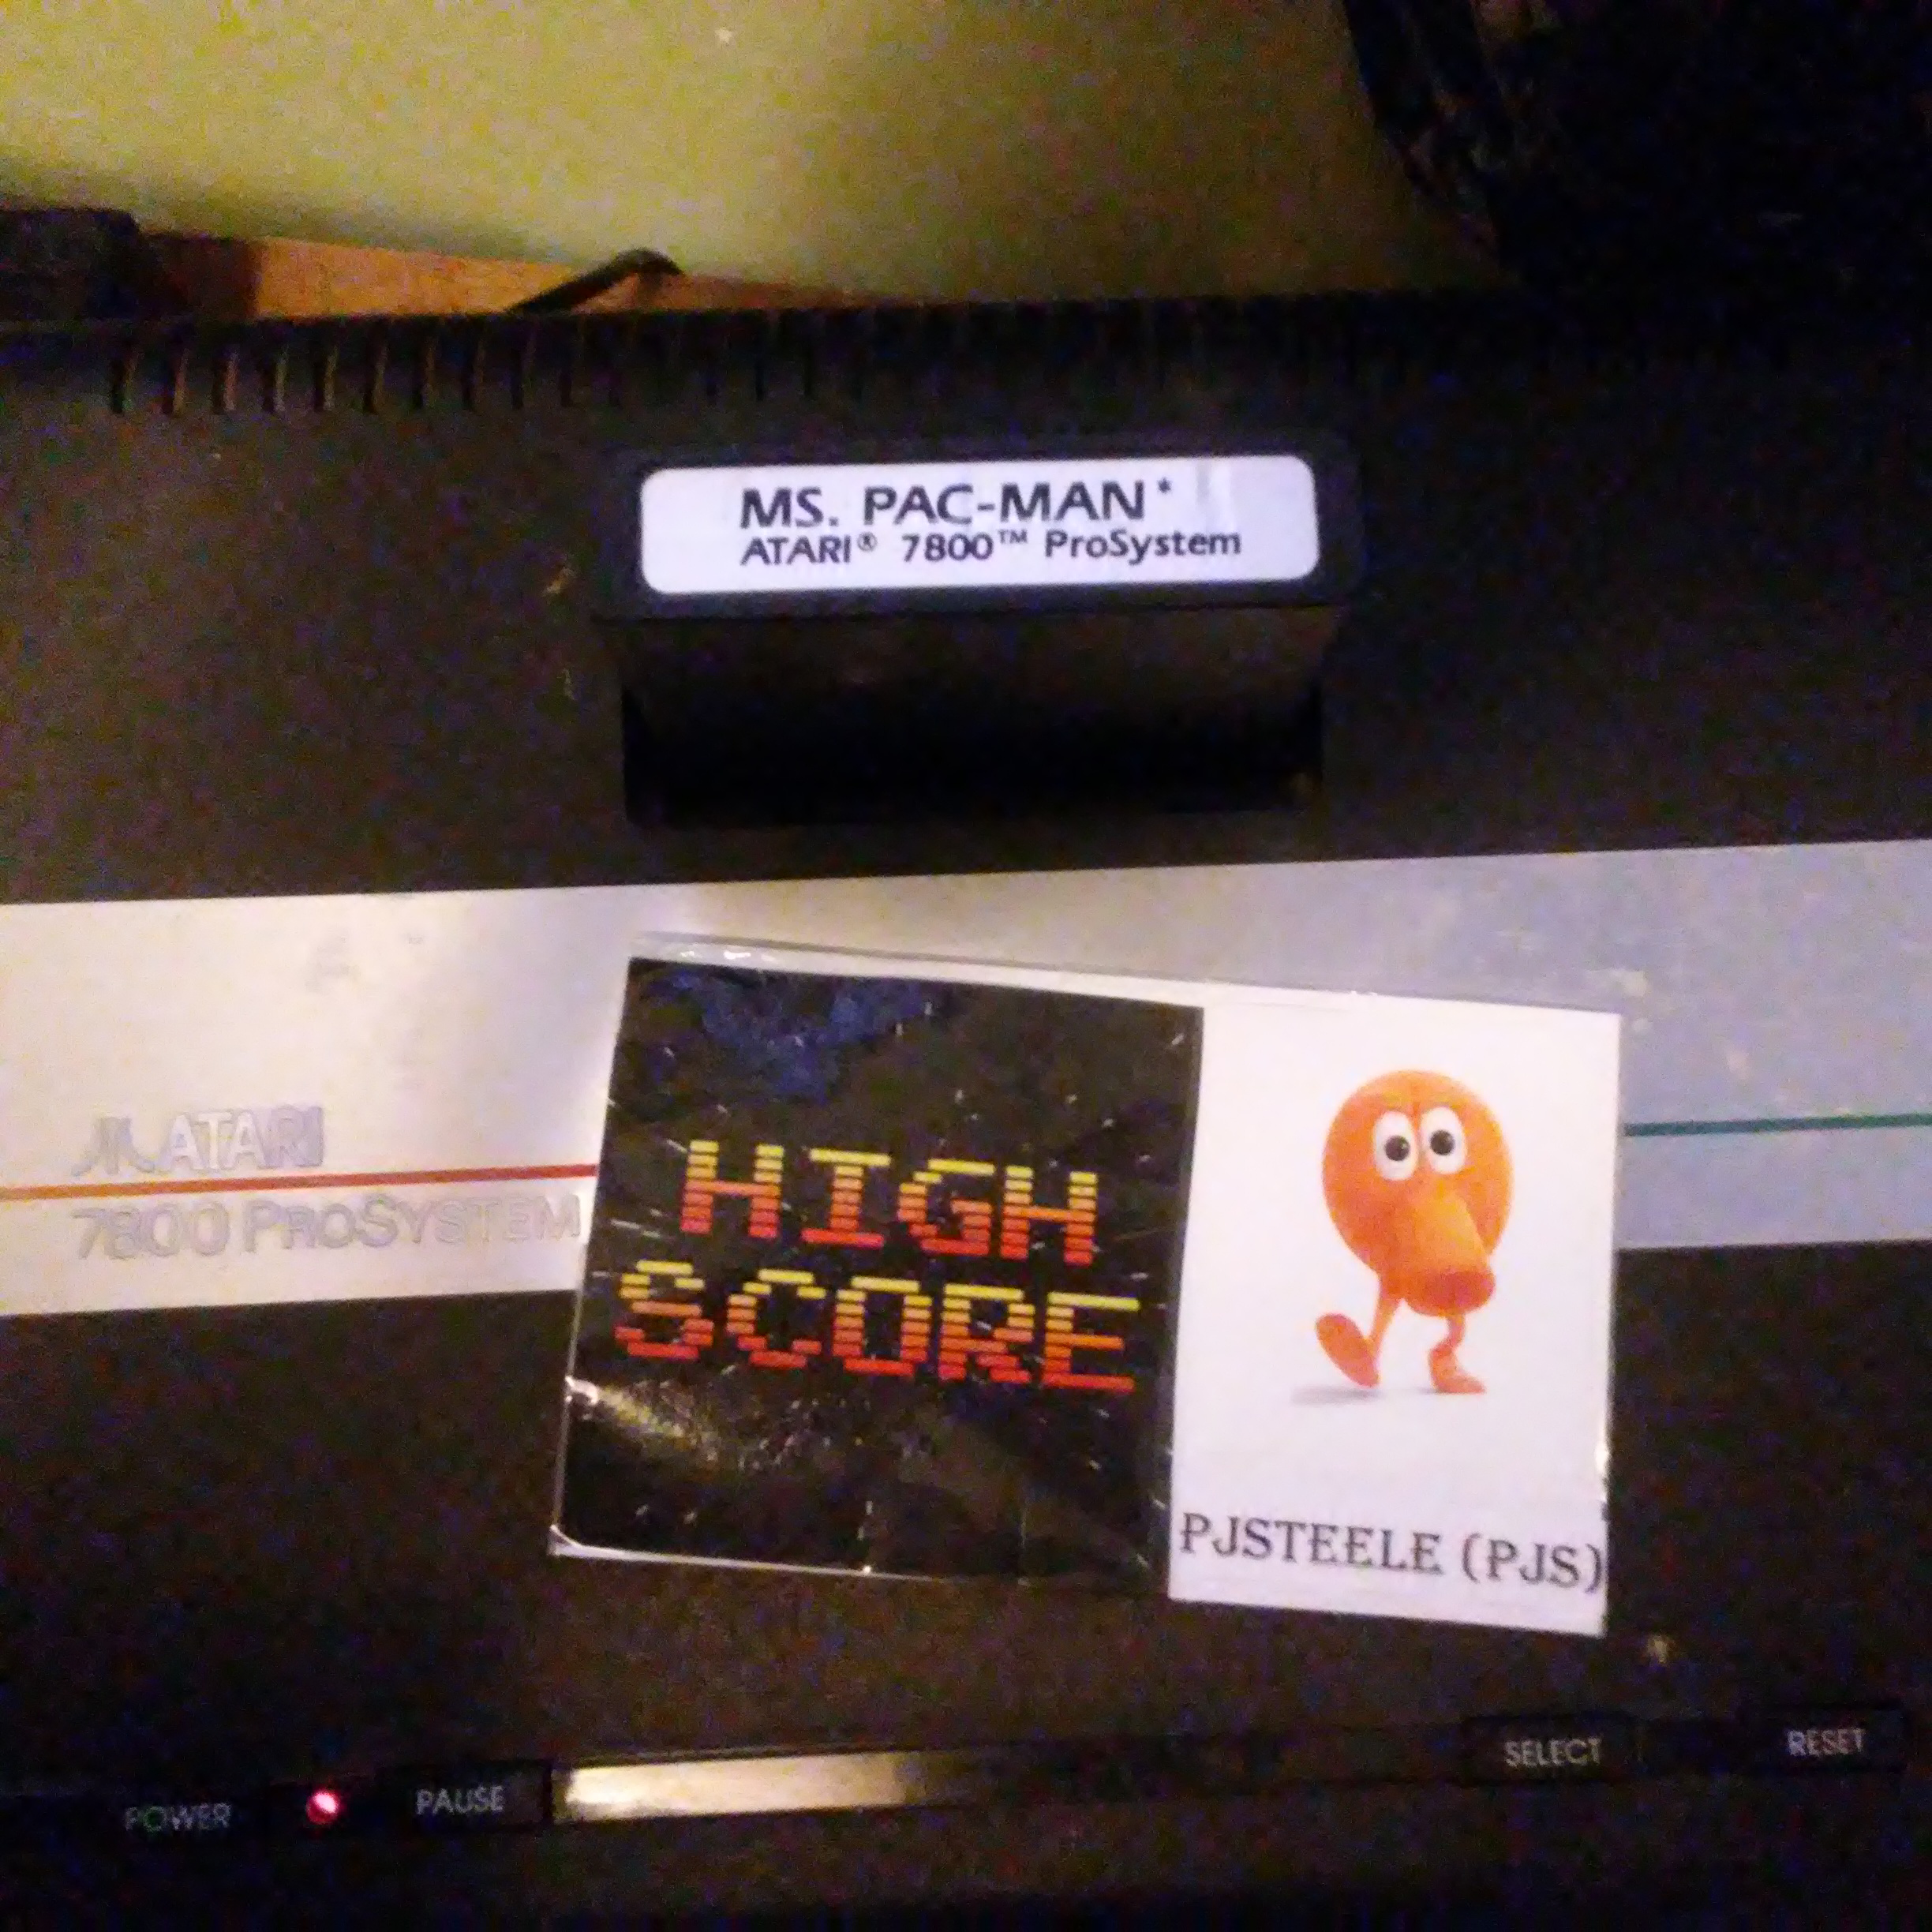 MS. PAC-MAN*
ATARI® 7800™ ProSystem
ATARI
7800 PROSYSTEM
HIGH
SCORE
PJSTEELE (PJS)
POWER
PAUSE
SELECT
RESET